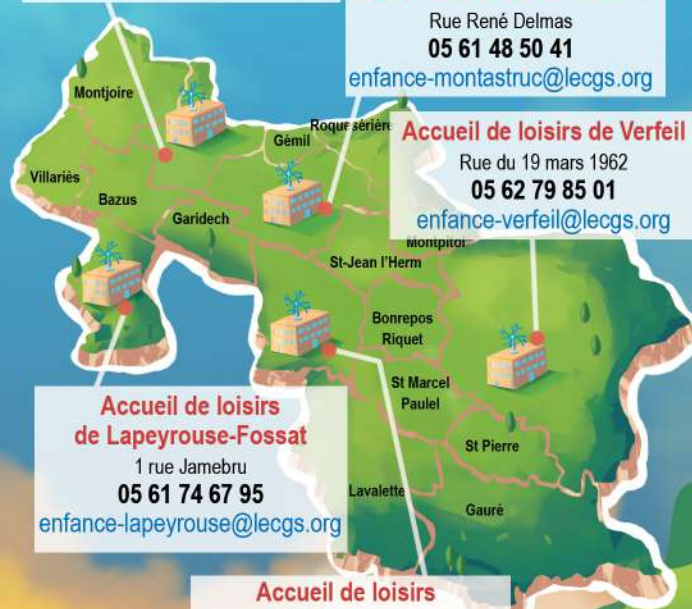 Rue René Delmas
05 61 48 50 41
enfance-montastruc@lecgs.org
Montjoire
Roquesérière
Gémil
Accueil de loisirs de Verfeil
Rue du 19 mars 1962
05 62 79 85 01
enfance-verfeil@lecgs.org
Villariès
Bazus
Garidech
Montpitol
St-Jean l'Herm
Bonrepos
Riquet
St Marcel
Paulel
St Pierre
Lavalette
Gauré
Accueil de loisirs
de Lapeyrouse-Fossat
1 rue Jamebru
05 61 74 67 95
enfance-lapeyrouse@lecgs.org
Accueil de loisirs